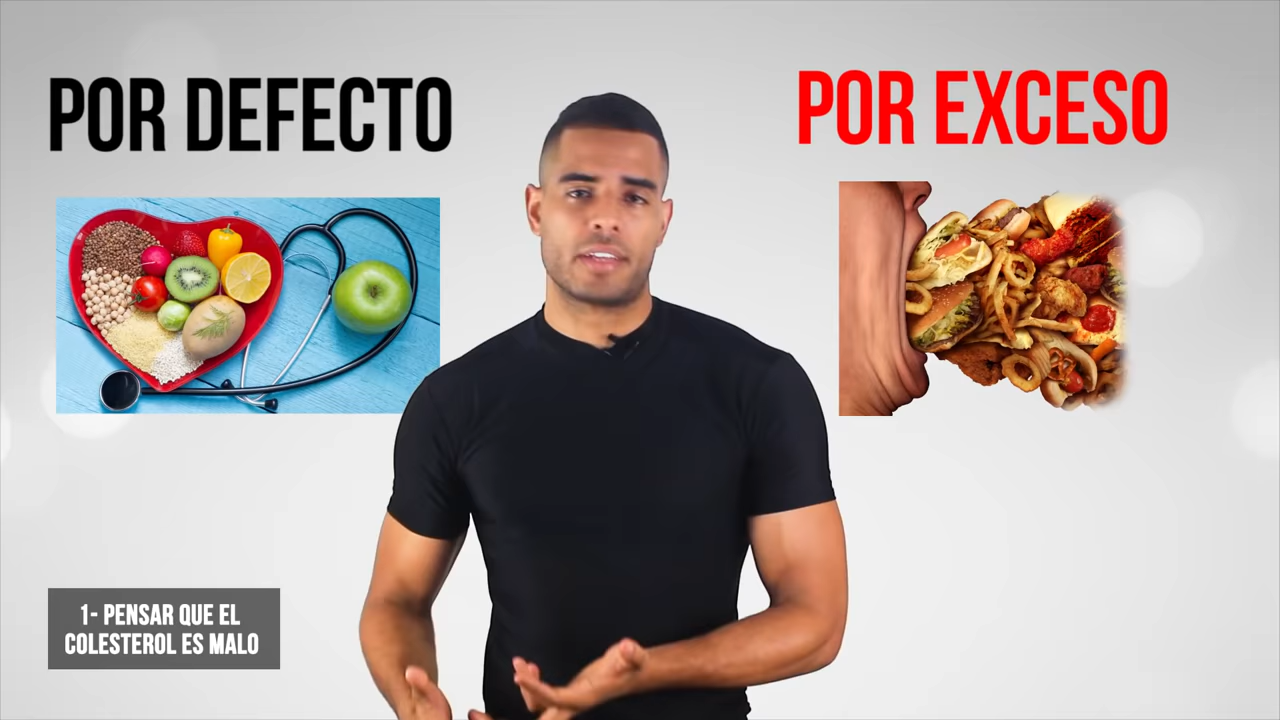 POR DEFECTO
POR EXCESO
1- PENSAR QUE EL
COLESTEROL ES MALO